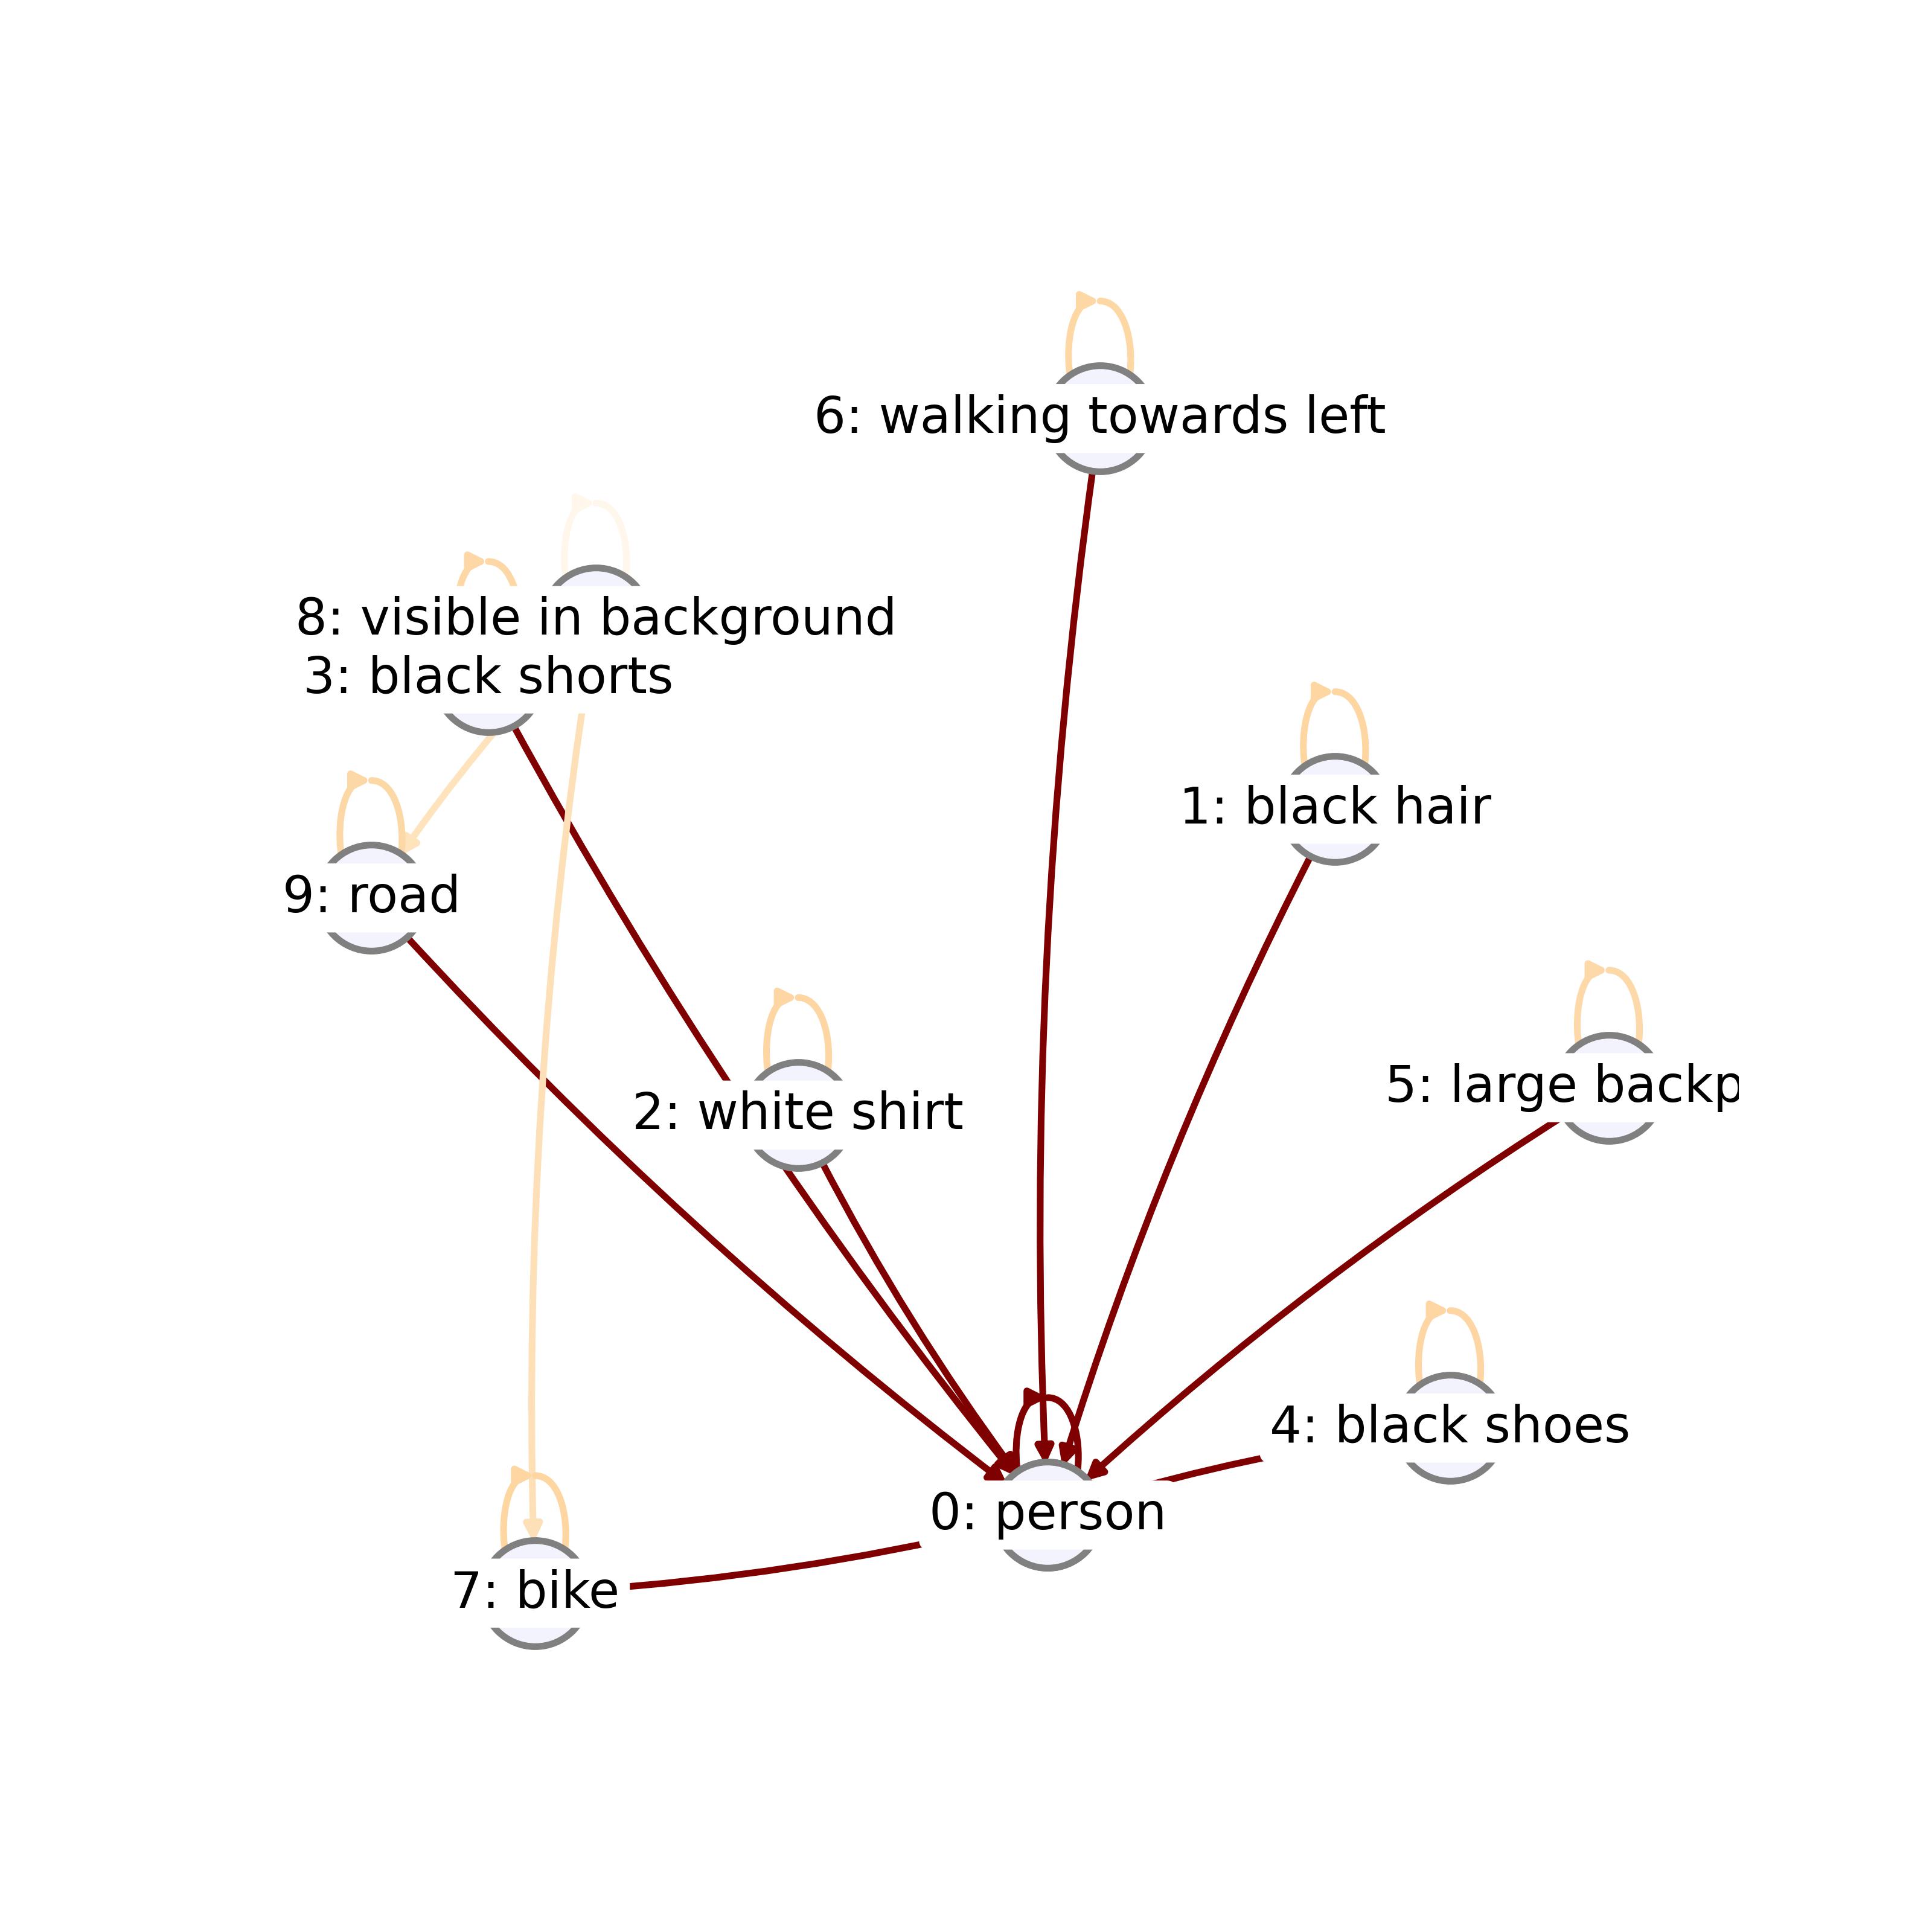 6: walking towards left
8: visible in background
3: black shorts
1: black hair
9: road
5: large backp
2: white shirt
4: black shoes
0: person
7: bike